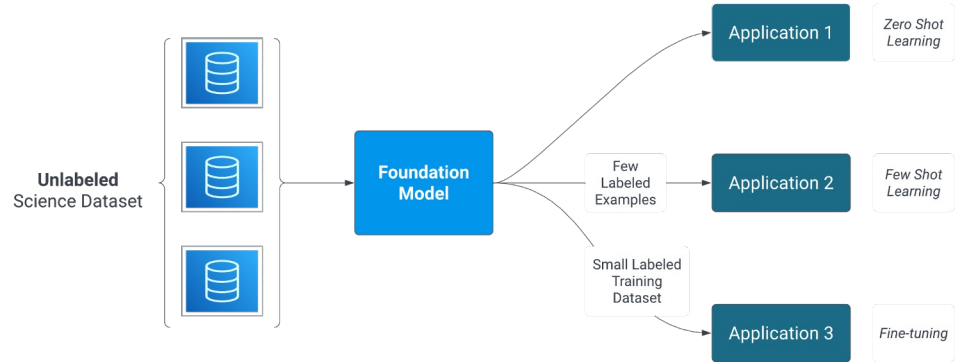 Unlabeled
Science Dataset
Foundation
Model
Application 1
Zero Shot
Learning
Few
Labeled
Examples
Application 2
Few Shot
Learning
Small Labeled
Training
Dataset
Application 3
Fine-tuning